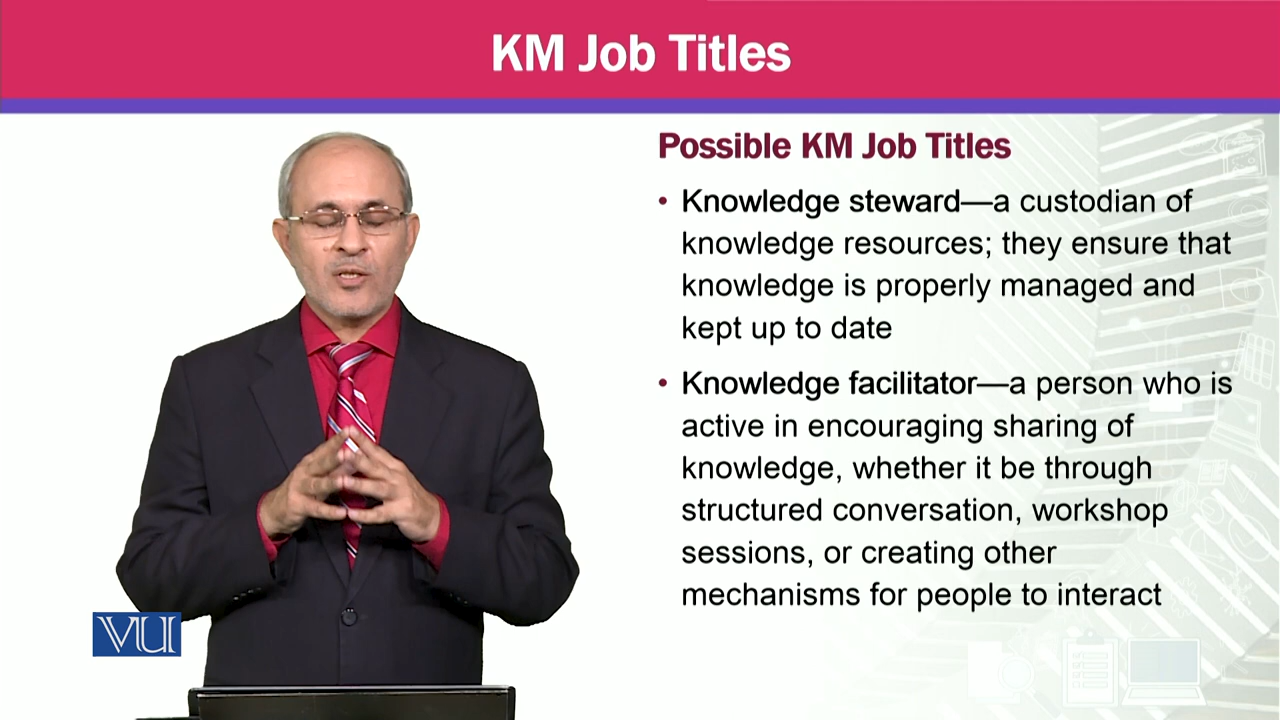 KM Job Titles
Possible KM Job Titles
• Knowledge steward—a custodian of
knowledge resources; they ensure that
knowledge is properly managed and
kept up to date
• Knowledge facilitator—a person who is
active in encouraging sharing of
knowledge, whether it be through
structured conversation, workshop
sessions, or creating other
mechanisms for people to interact
VU